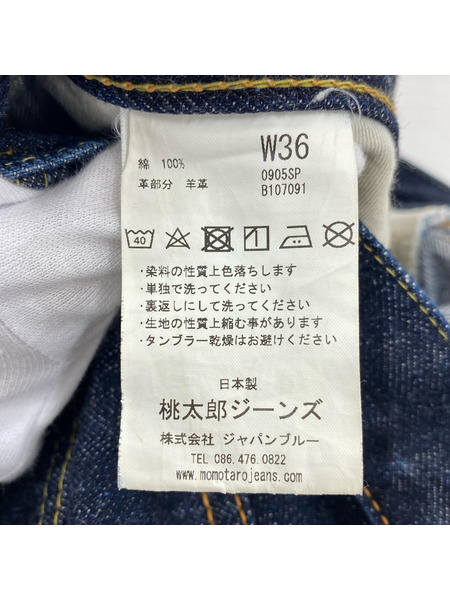 綿 100%
革部分 羊革
W36
0905SP
B107091
40
・染料の性質上色落ちします
・単独で洗ってください
・裏返しにして洗ってください
・生地の性質上縮む事があります
・タンブラー乾燥はお避けください
日本製
桃太郎ジーンズ
株式会社 ジャパンブルー
TEL 086.476.0822
www.momotarojeans.com